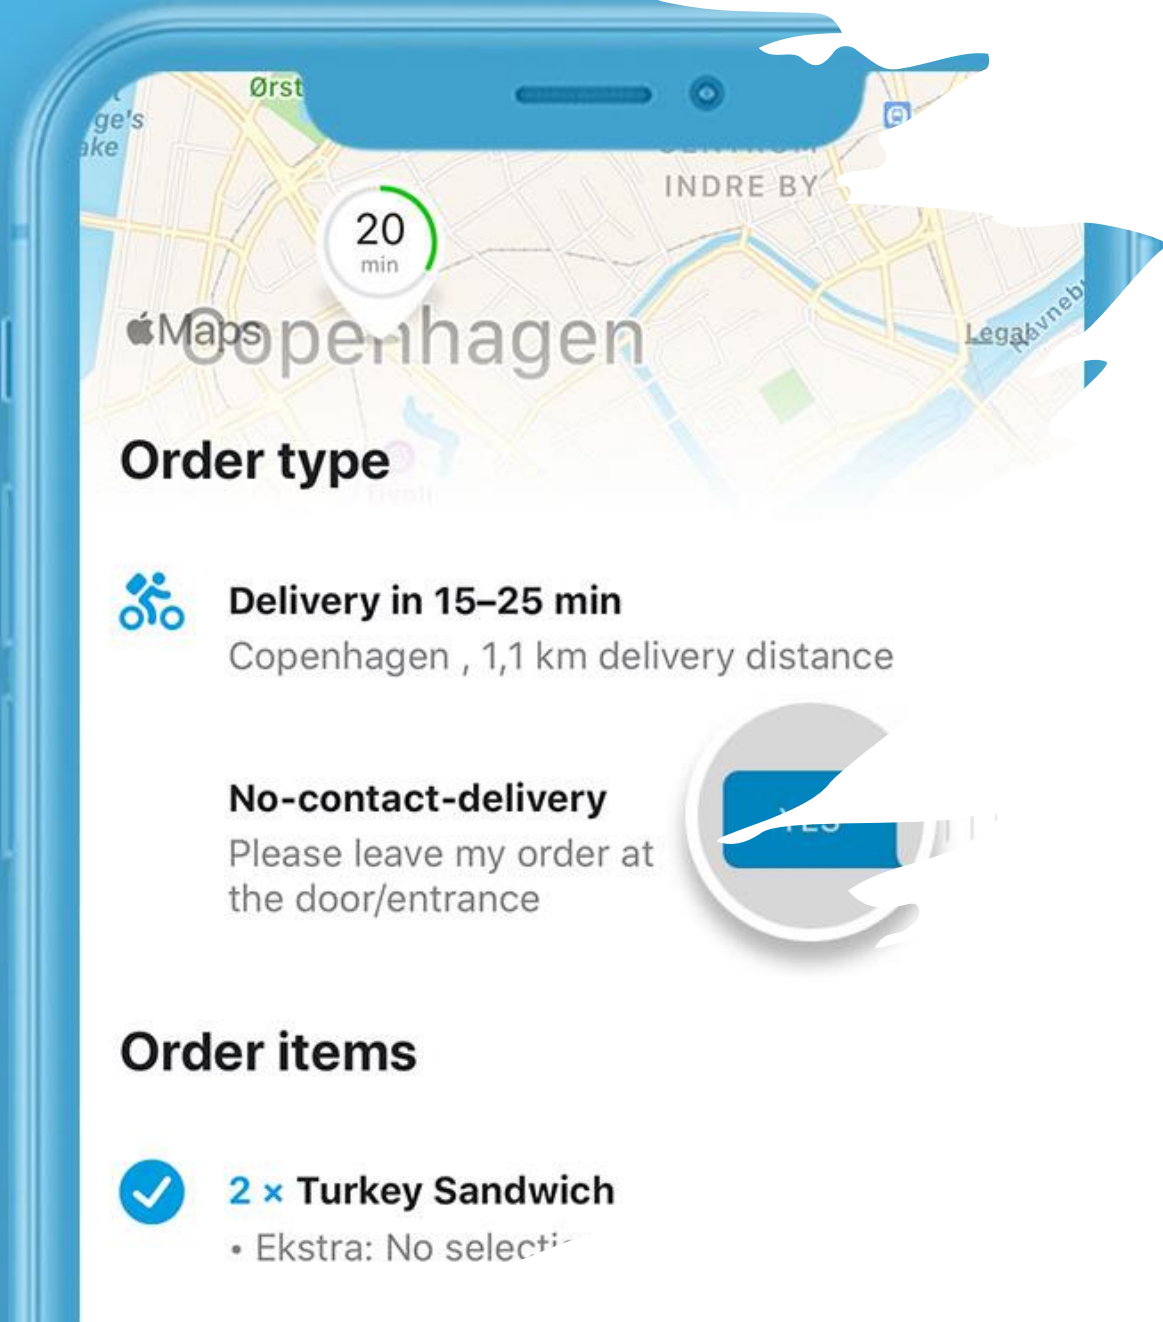 Ørst
ge's
ake
INDRE BY
20
min
Maps
Copenhagen
Legal
Order type
Delivery in 15–25 min
Copenhagen , 1,1 km delivery distance
No-contact-delivery
YES
Please leave my order at
the door/entrance
Order items
2 × Turkey Sandwich
• Ekstra: No selecti